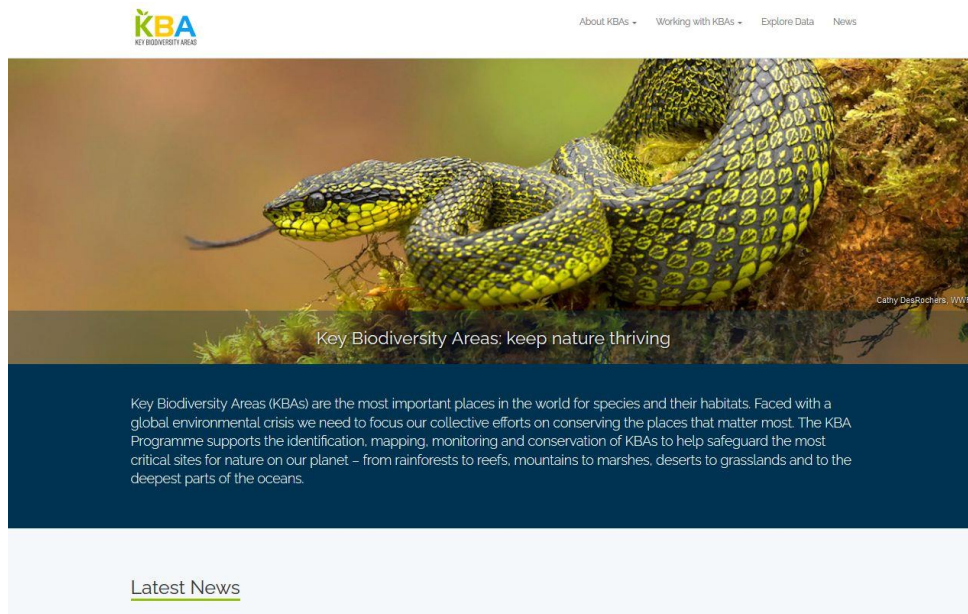 KBA
KEY BIODIVERSITY AREAS
About KBAs
Working with KBAs
Explore Data
News
Cathy DesRochers, WWF
Key Biodiversity Areas: keep nature thriving
Key Biodiversity Areas (KBAs) are the most important places in the world for species and their habitats. Faced with a
global environmental crisis we need to focus our collective efforts on conserving the places that matter most. The KBA
Programme supports the identification, mapping, monitoring and conservation of KBAs to help safeguard the most
critical sites for nature on our planet – from rainforests to reefs, mountains to marshes, deserts to grasslands and to the
deepest parts of the oceans.
Latest News